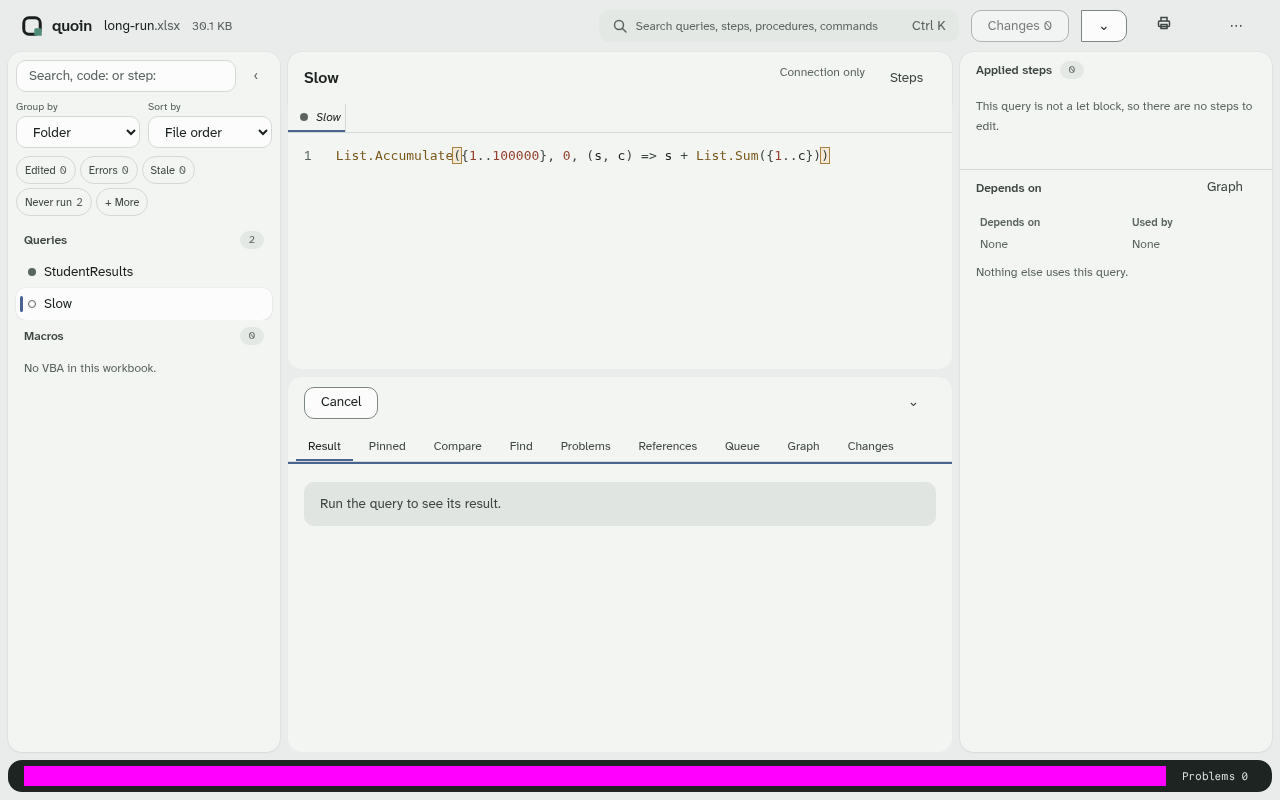 quoin long-run.xlsx 30.1 KB
Search queries, steps, procedures, commands Ctrl K
Changes 0
Search, code: or step:
Group by Sort by
Folder File order
Edited 0 Errors 0 Stale 0
Never run 2 + More
Queries 2
StudentResults
Slow
Macros 0
No VBA in this workbook.
Slow Connection only Steps
Slow
1 List.Accumulate({1..100000}, 0, (s, c) => s + List.Sum({1..c}))
Cancel
Result Pinned Compare Find Problems References Queue Graph Changes
Run the query to see its result.
Applied steps 0
This query is not a let block, so there are no steps to
edit.
Depends on Graph
Depends on Used by
None None
Nothing else uses this query.
Problems 0